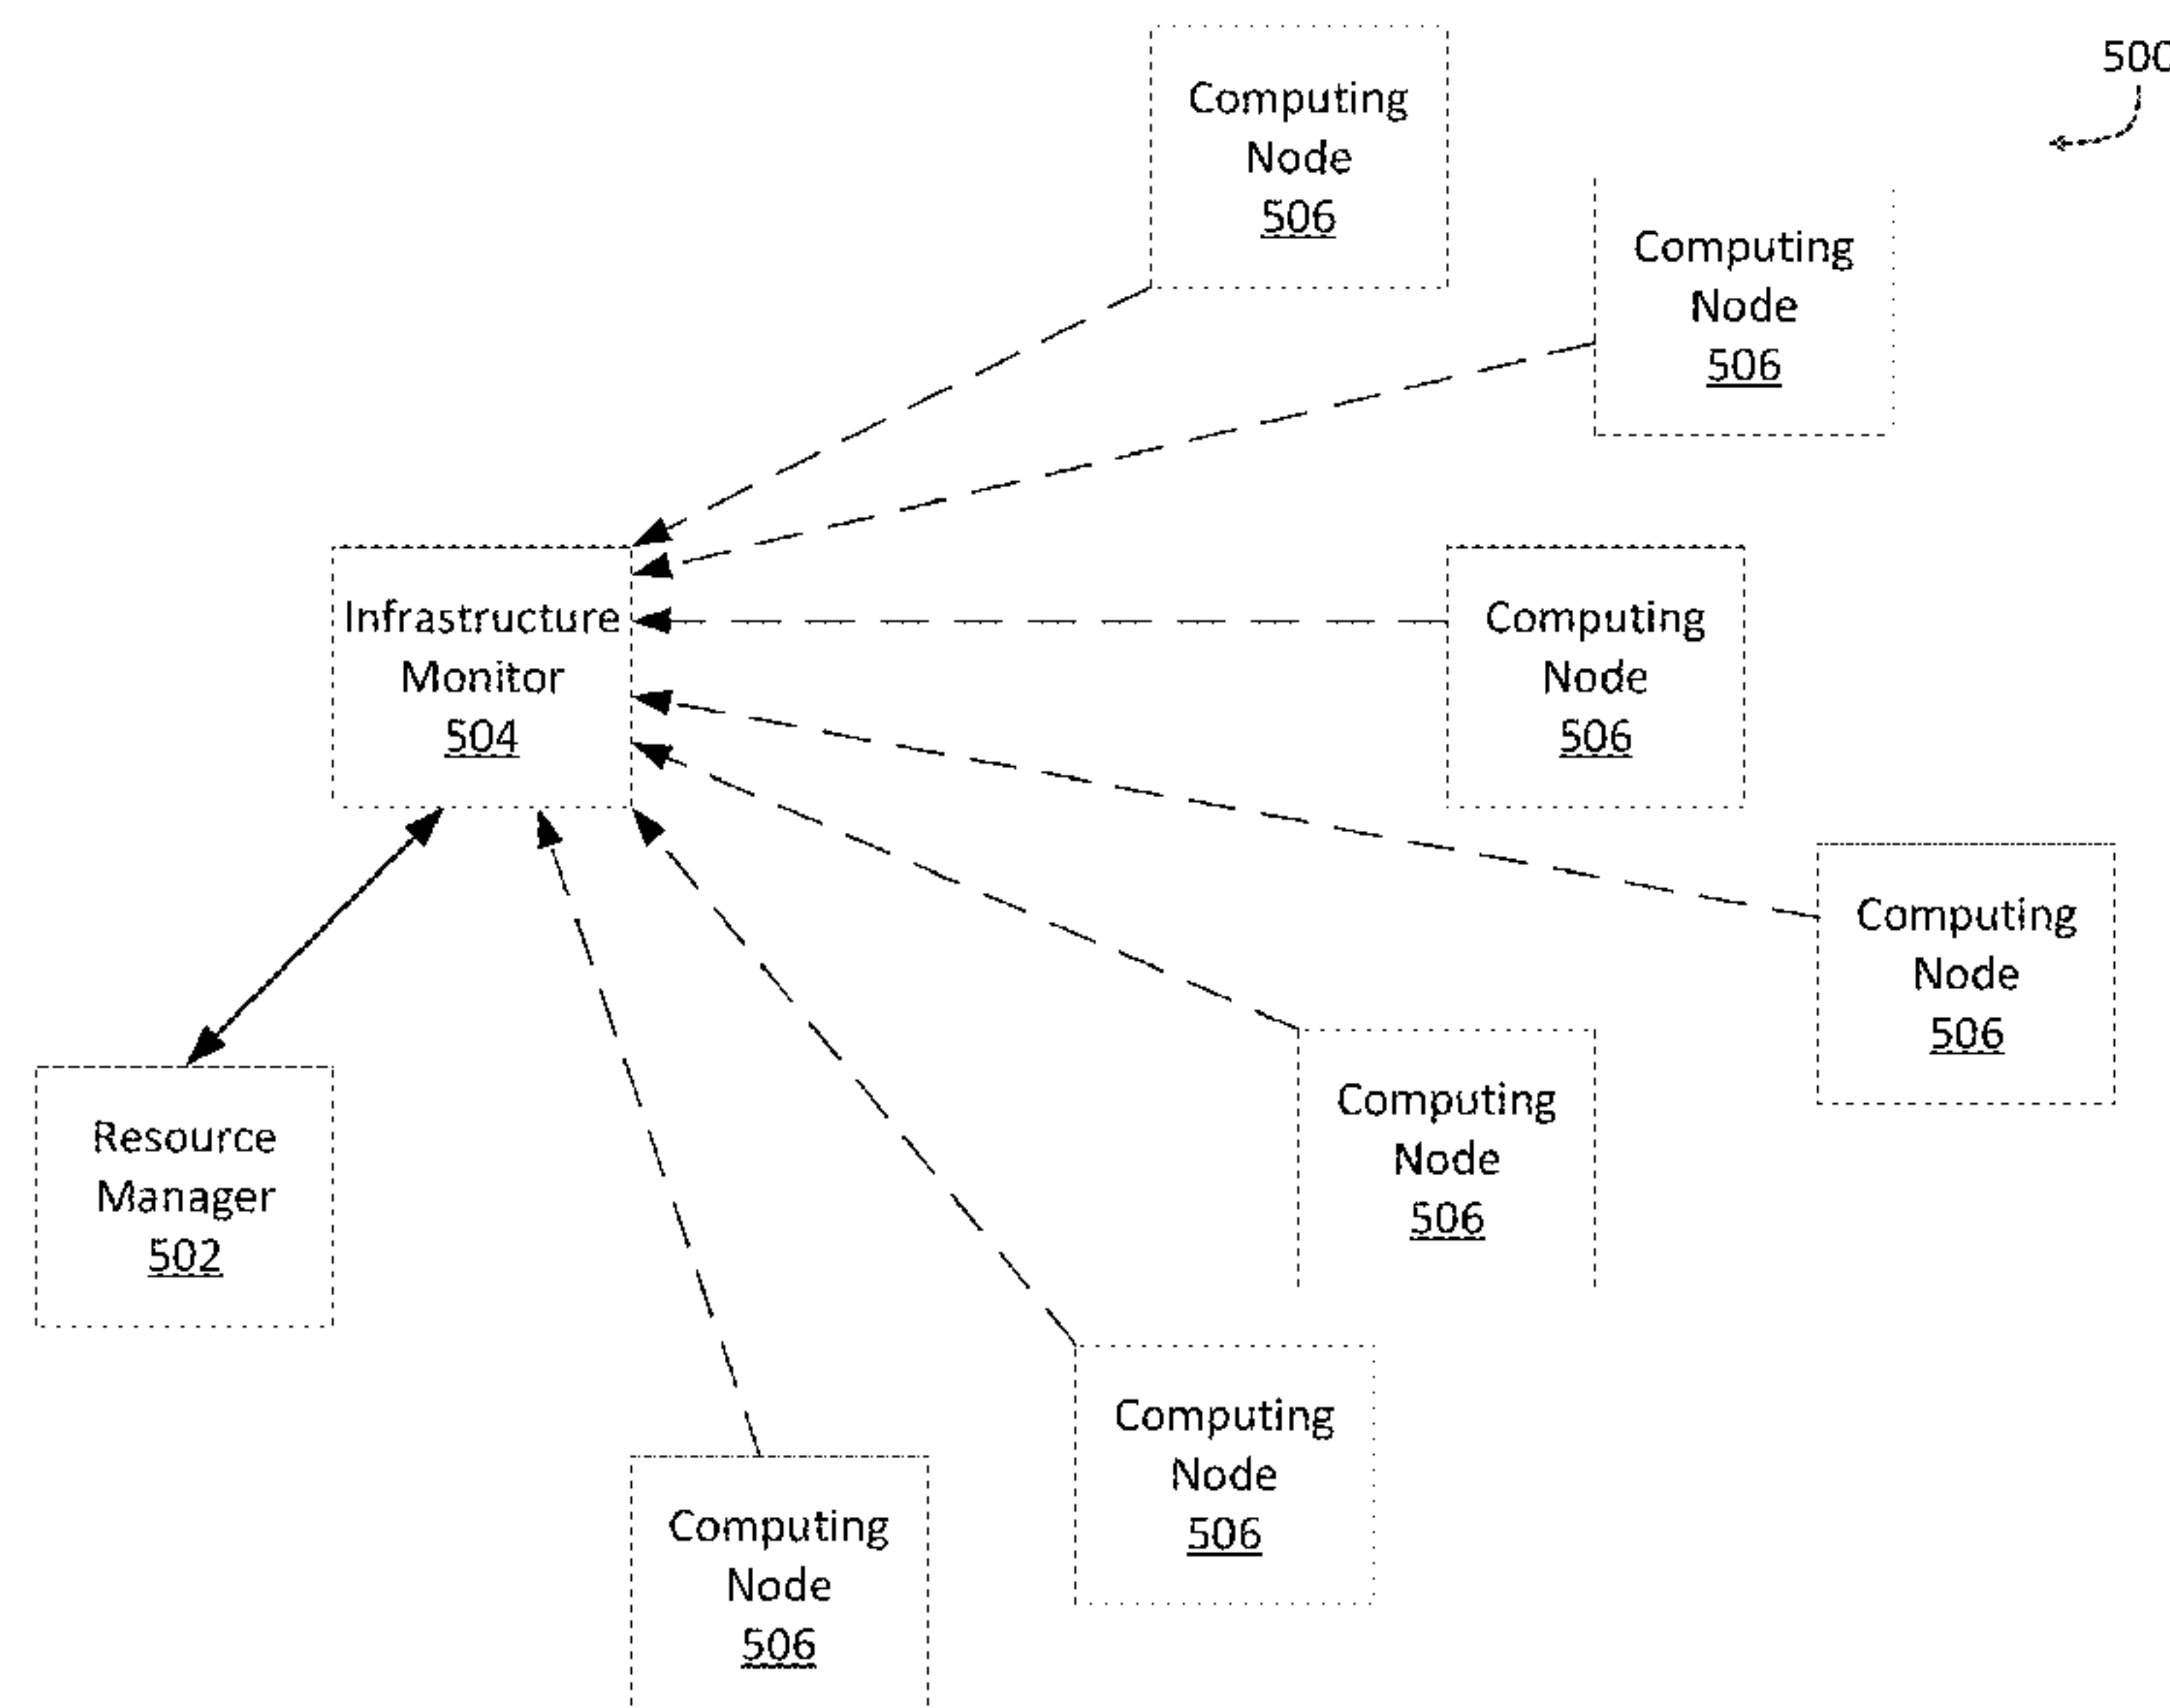 500
Computing
Node
506
Computing
Node
506
Infrastructure
Monitor
504
Computing
Node
506
Computing
Node
506
Computing
Node
506
Resource
Manager
502
Computing
Node
506
Computing
Node
506